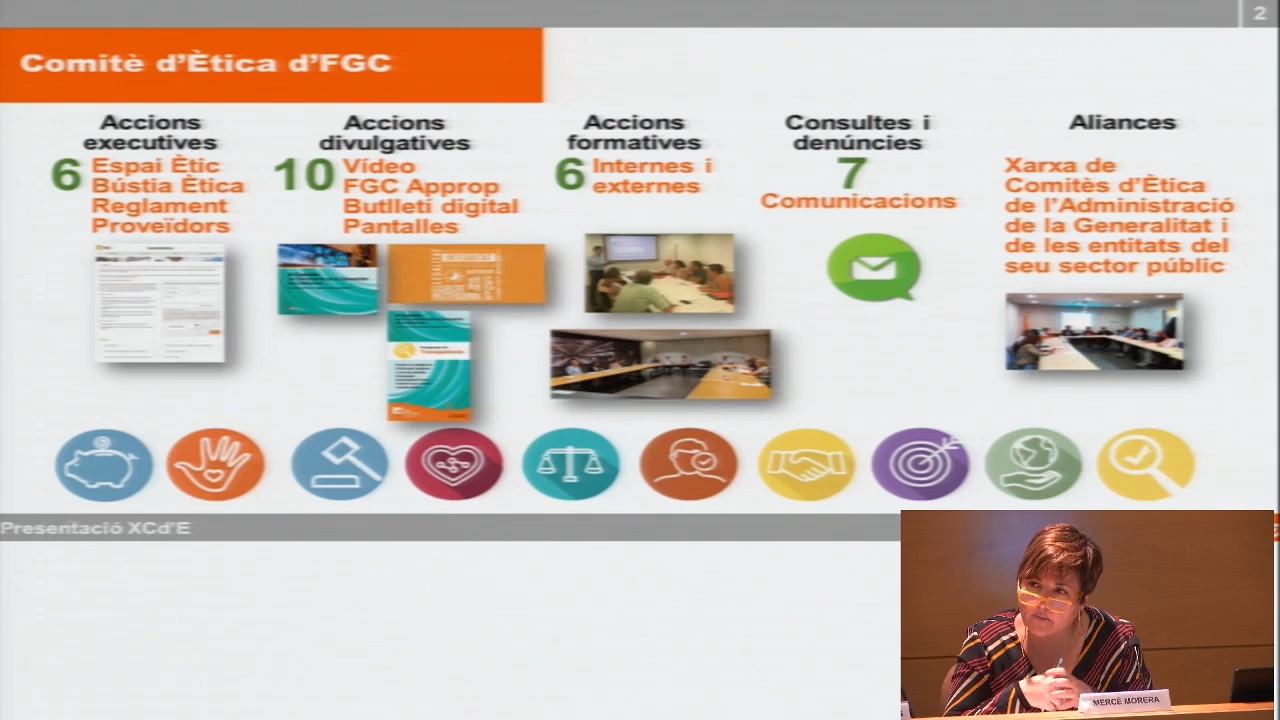 2
Comitè d'Ètica d'FGC
Accions
executives
6 Espai Ètic
Bústia Ètica
Reglament
Proveïdors
Accions
divulgatives
10 Vídeo
FGC Approp
Butlletí digital
Pantalles
Accions
formatives
6 Internes i
externes
Consultes i
denúncies
7
Comunicacions
Aliances
Xarxa de
Comitès d'Ètica
de l'Administració
de la Generalitat i
de les entitats del
seu sector públic
Presentació XCd'E
MERCÈ MORERA